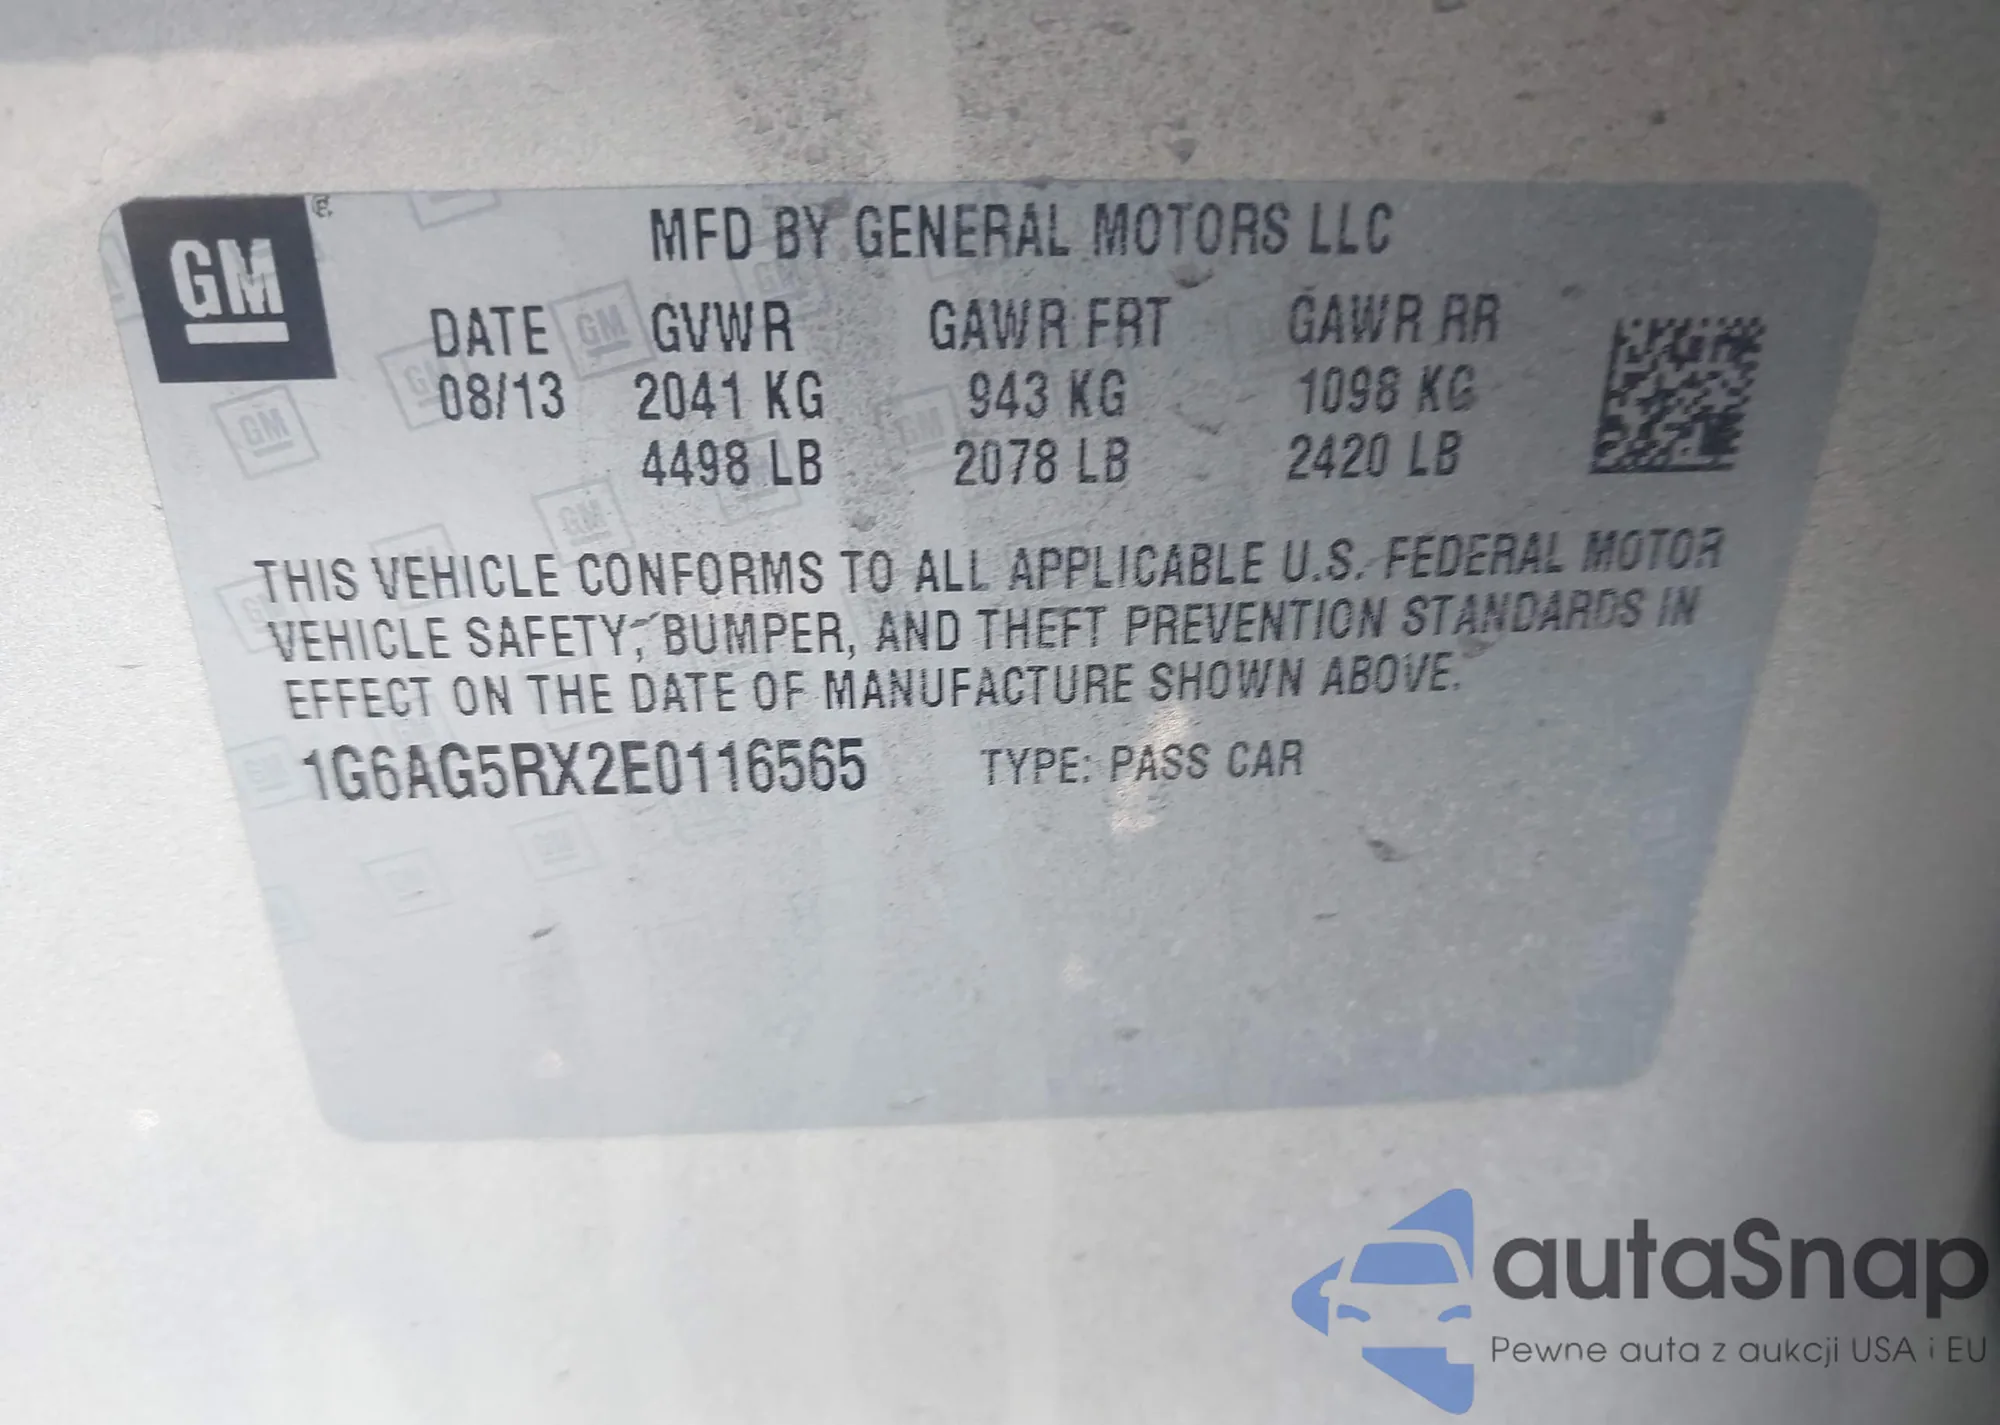 GM
MFD BY GENERAL MOTORS LLC
DATE GVWR GAWR FRT GAWR RR
08/13 2041 KG 943 KG 1098 KG
4498 LB 2078 LB 2420 LB
THIS VEHICLE CONFORMS TO ALL APPLICABLE U.S. FEDERAL MOTOR
VEHICLE SAFETY, BUMPER, AND THEFT PREVENTION STANDARDS IN
EFFECT ON THE DATE OF MANUFACTURE SHOWN ABOVE.
1G6AG5RX2E0116565 TYPE: PASS CAR
autaSnap
Pewne auta z aukcji USA i EU